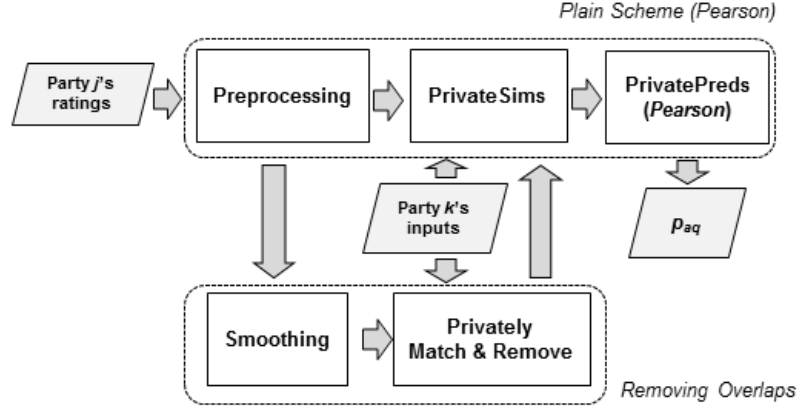 Plain Scheme (Pearson)
Party j's
ratings
Preprocessing
PrivateSims
PrivatePreds
(Pearson)
Party k's
inputs
paq
Smoothing
Privately
Match & Remove
Removing Overlaps